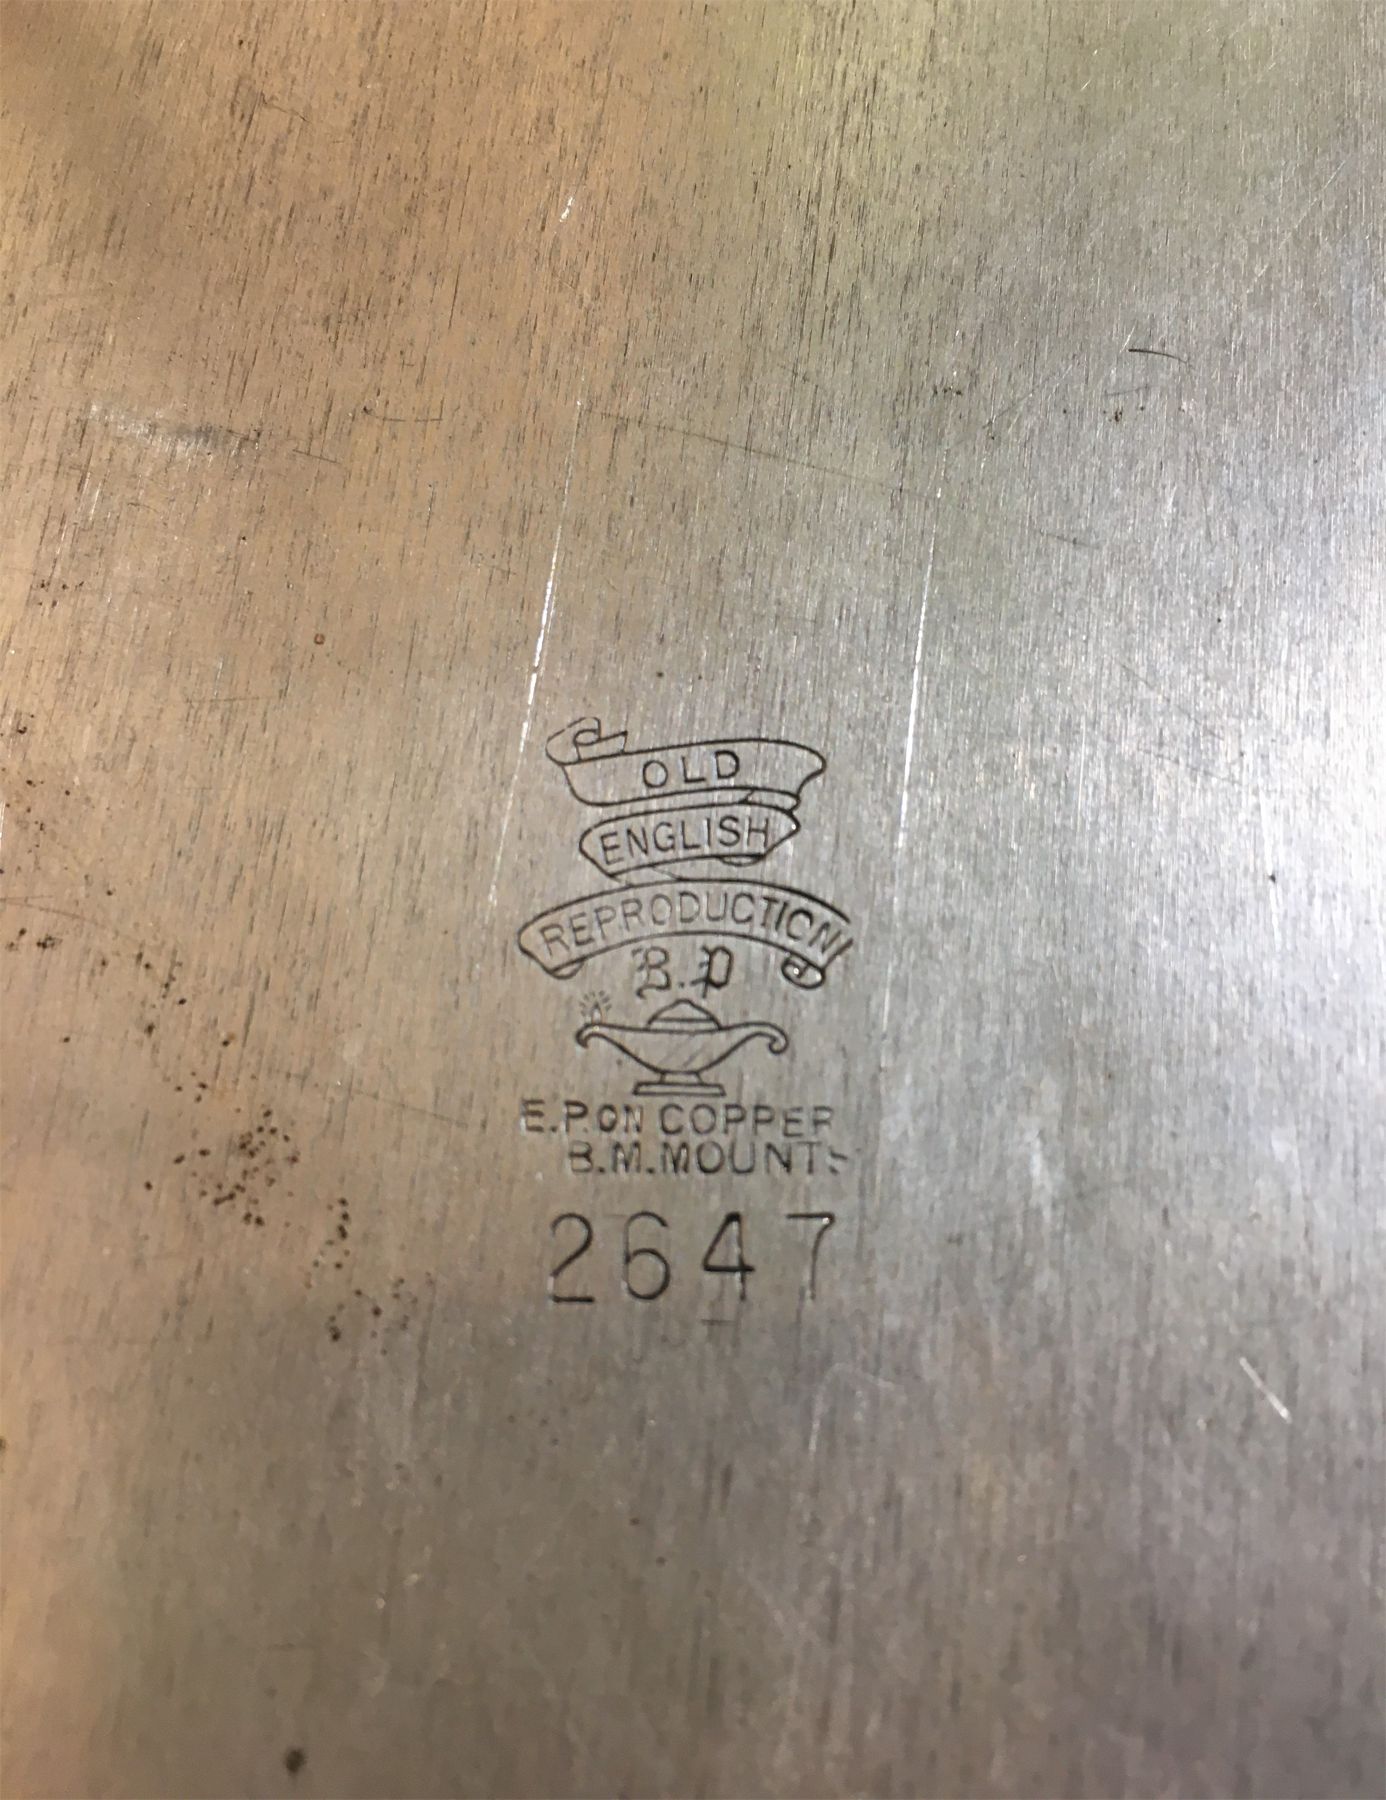 OLD
ENGLISH
REPRODUCTION
B.P
E.P. ON COPPER
B.M. MOUNTS
2647